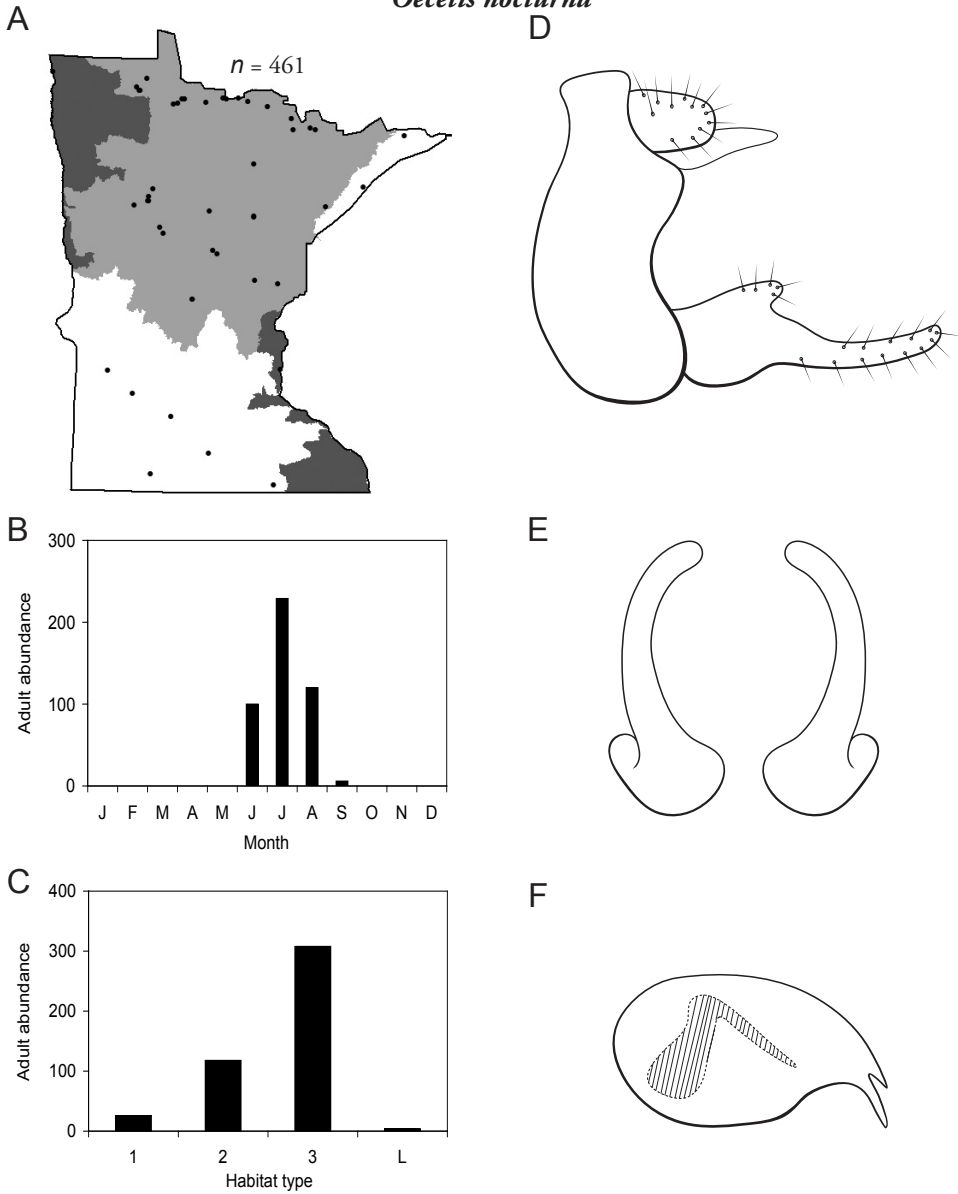 Oecetis nocturna
A
n = 461
D
B
300
200
100
0
Adult abundance
J F M A M J J A S O N D
Month
E
C
400
300
200
100
0
Adult abundance
1 2 3 L
Habitat type
F